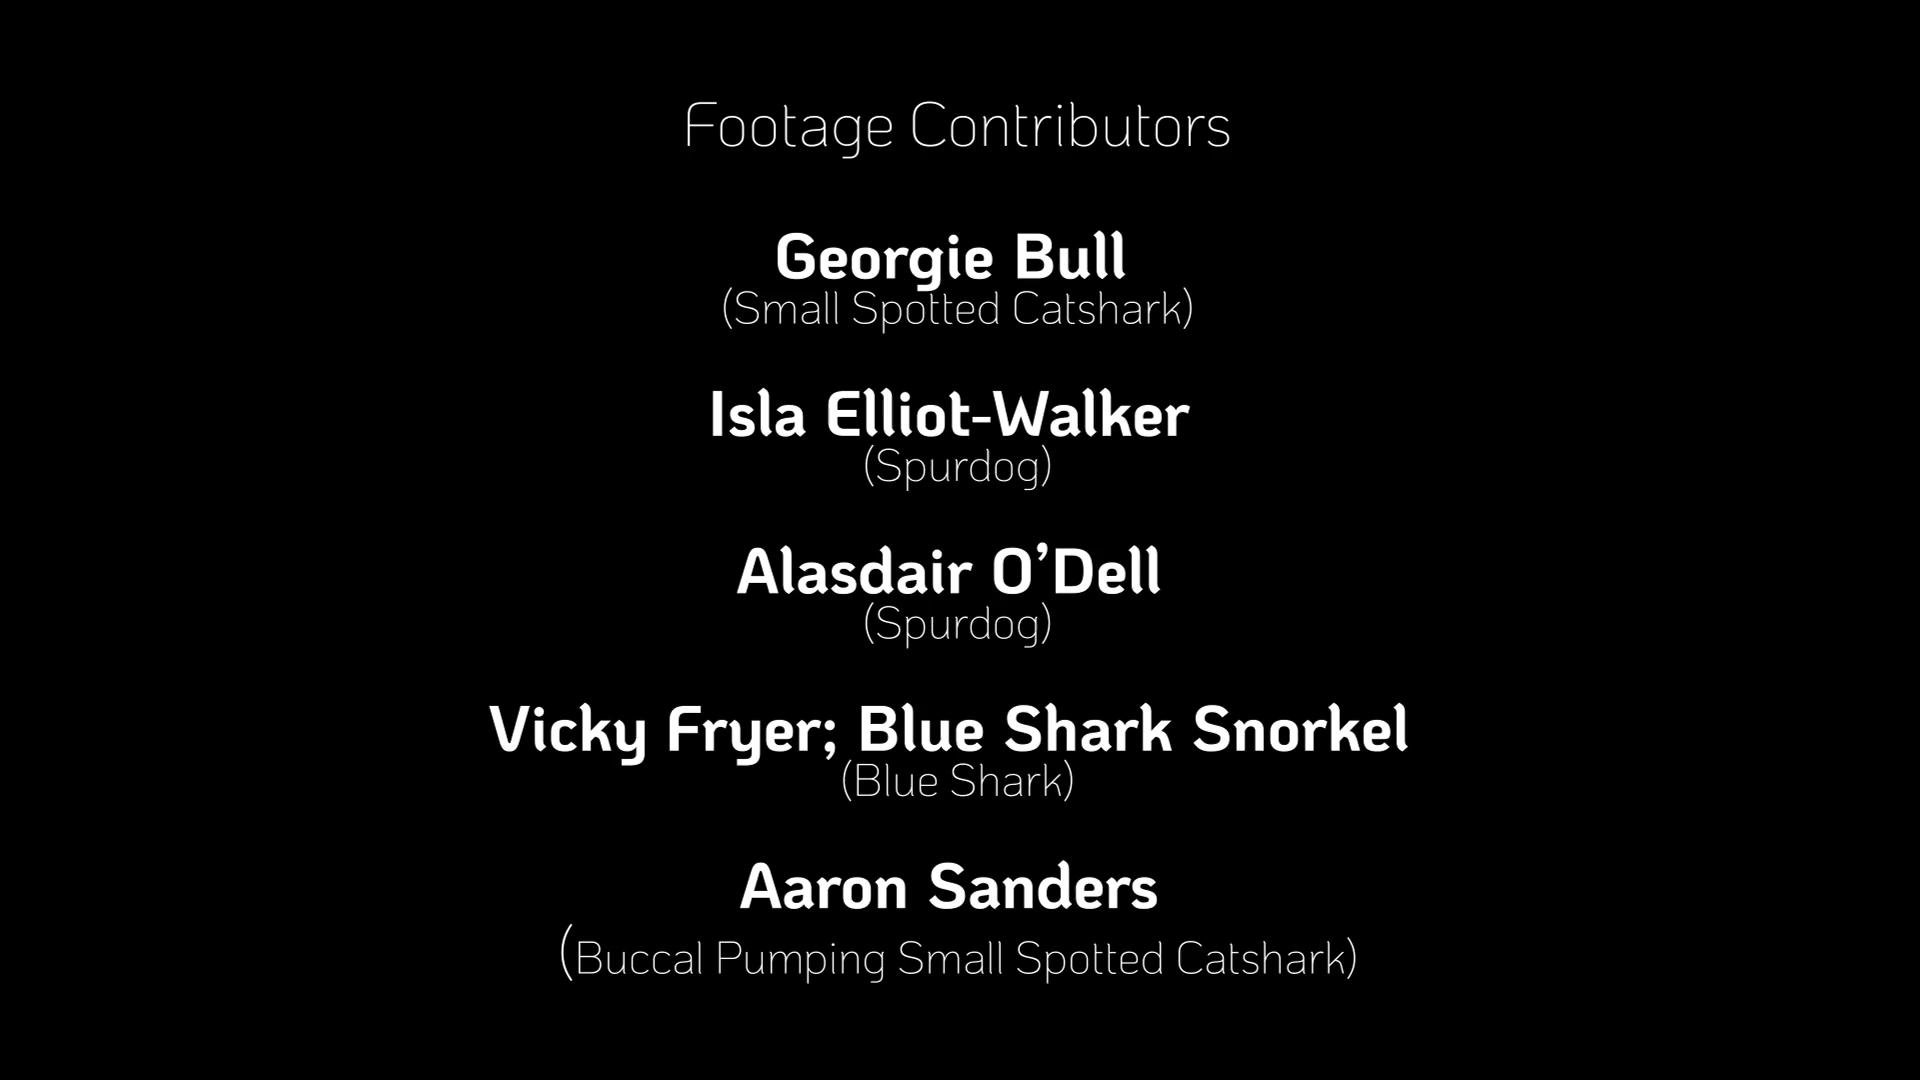 Footage Contributors
Georgie Bull
(Small Spotted Catshark)
Isla Elliot-Walker
(Spurdog)
Alasdair O’Dell
(Spurdog)
Vicky Fryer; Blue Shark Snorkel
(Blue Shark)
Aaron Sanders
(Buccal Pumping Small Spotted Catshark)